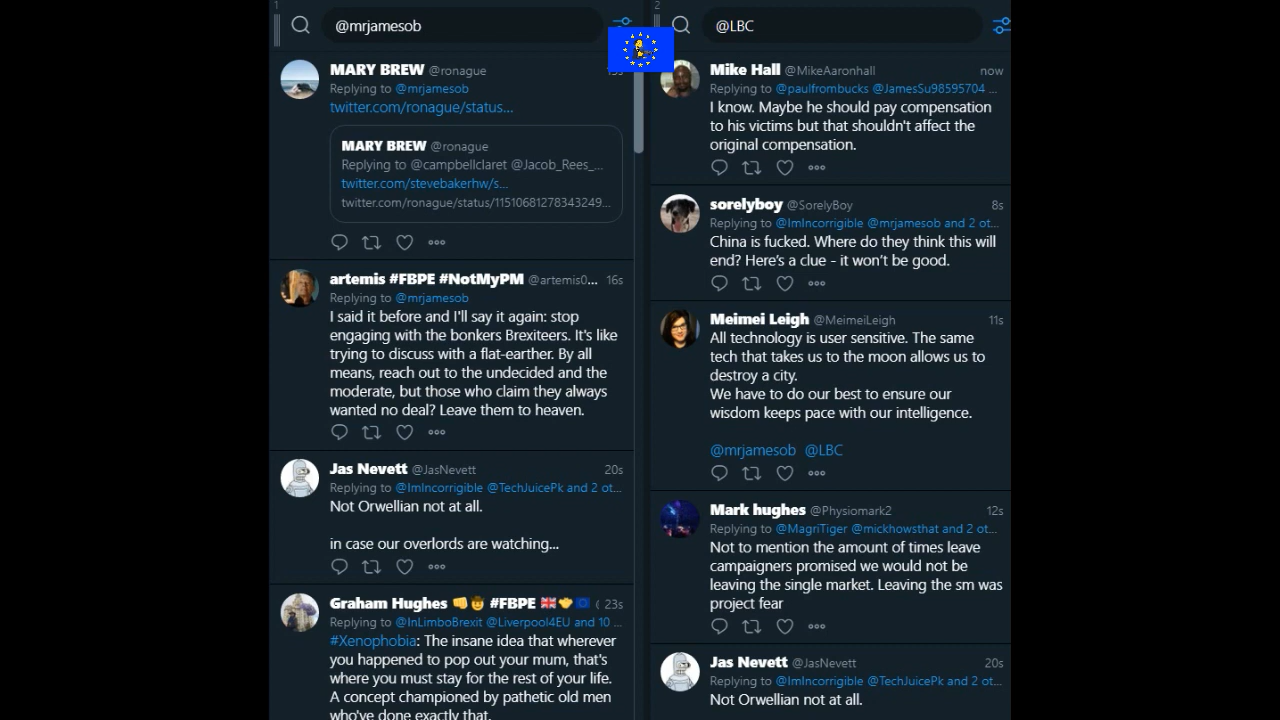 1
@mrjamesob
MARY BREW @ronague
Replying to @mrjamesob
twitter.com/ronague/status...
MARY BREW @ronague
Replying to @campbellclaret @Jacob_Rees_...
twitter.com/stevebakerhw/s...
twitter.com/ronague/status/11510681278343249...
artemis #FBPE #NotMyPM @artemis0... 16s
Replying to @mrjamesob
I said it before and I'll say it again: stop
engaging with the bonkers Brexiteers. It's like
trying to discuss with a flat-earther. By all
means, reach out to the undecided and the
moderate, but those who claim they always
wanted no deal? Leave them to heaven.
Jas Nevett @JasNevett 20s
Replying to @ImIncorrigible @TechJuicePk and 2 ot...
Not Orwellian not at all.
in case our overlords are watching...
Graham Hughes 👊🤠 #FBPE 🇬🇧 🇪🇺 ( 23s
Replying to @InLimboBrexit @Liverpool4EU and 10 ...
#Xenophobia: The insane idea that wherever
you happened to pop out your mum, that's
where you must stay for the rest of your life.
A concept championed by pathetic old men
who've done exactly that.
2
@LBC
Mike Hall @MikeAaronhall now
Replying to @paulfrombucks @JamesSu98595704 ...
I know. Maybe he should pay compensation
to his victims but that shouldn't affect the
original compensation.
sorelyboy @SorelyBoy 8s
Replying to @ImIncorrigible @mrjamesob and 2 ot...
China is fucked. Where do they think this will
end? Here's a clue - it won't be good.
Meimei Leigh @MeimeiLeigh 11s
All technology is user sensitive. The same
tech that takes us to the moon allows us to
destroy a city.
We have to do our best to ensure our
wisdom keeps pace with our intelligence.
@mrjamesob @LBC
Mark hughes @Physiomark2 12s
Replying to @MagriTiger @mickhowsthat and 2 ot...
Not to mention the amount of times leave
campaigners promised we would not be
leaving the single market. Leaving the sm was
project fear
Jas Nevett @JasNevett 20s
Replying to @ImIncorrigible @TechJuicePk and 2 ot...
Not Orwellian not at all.